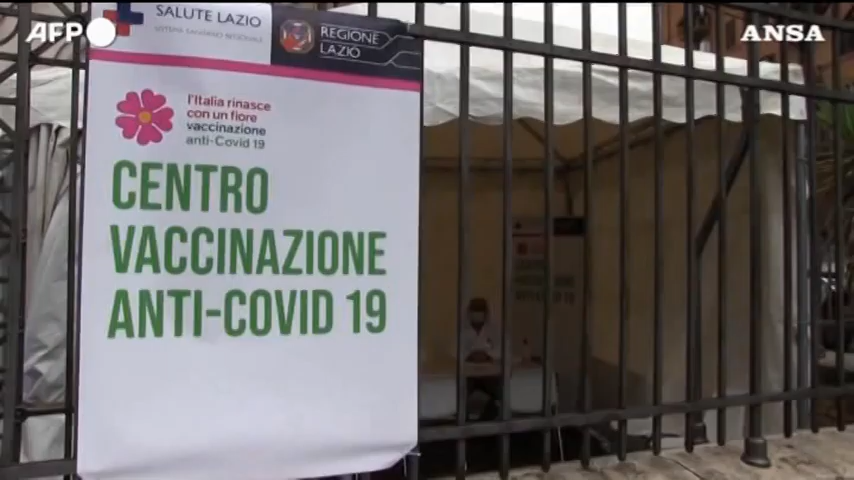 AFP
ANSA
SALUTE LAZIO
SISTEMA SANITARIO REGIONALE
REGIONE
LAZIO
l'Italia rinasce
con un fiore
vaccinazione
anti-Covid 19
CENTRO
VACCINAZIONE
ANTI-COVID 19